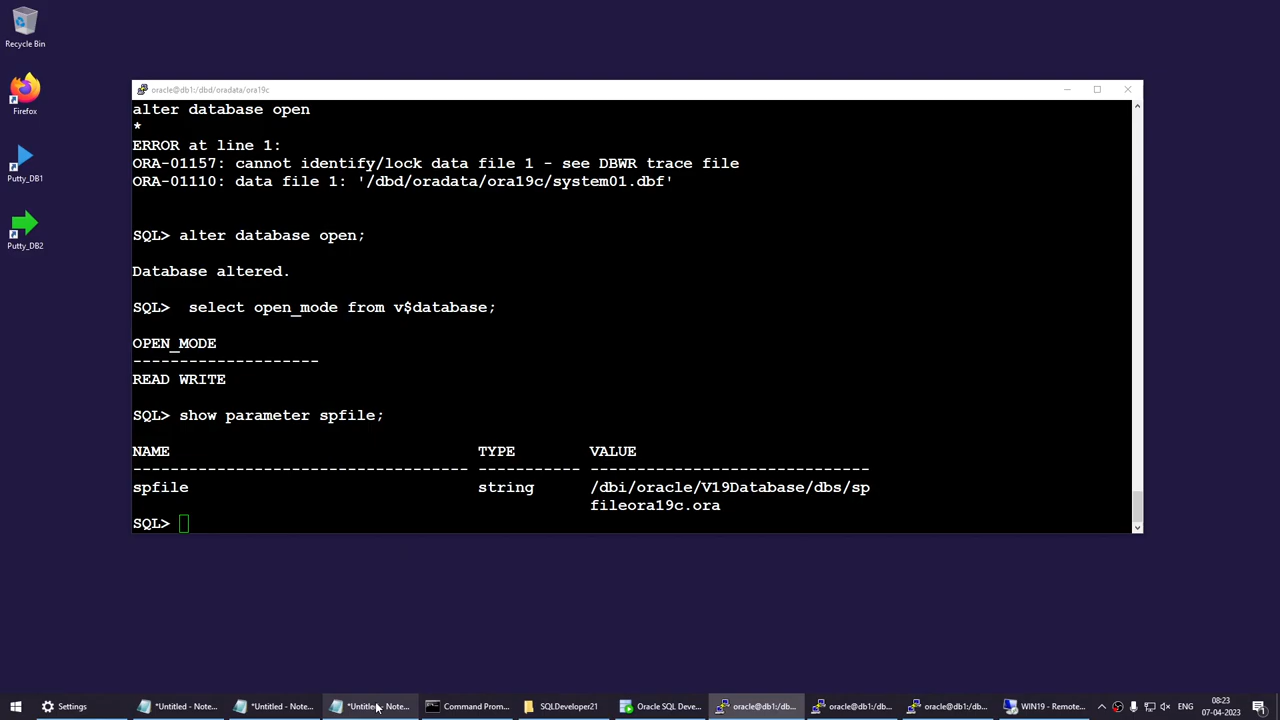 Recycle Bin
Firefox
Putty_DB1
Putty_DB2
oracle@db1:/dbd/oradata/ora19c
alter database open
*
ERROR at line 1:
ORA-01157: cannot identify/lock data file 1 - see DBWR trace file
ORA-01110: data file 1: '/dbd/oradata/ora19c/system01.dbf'
SQL> alter database open;
Database altered.
SQL>  select open_mode from v$database;
OPEN_MODE
--------------------
READ WRITE
SQL> show parameter spfile;
NAME TYPE VALUE
------------------------------------ ----------- ------------------------------
spfile string /dbi/oracle/V19Database/dbs/sp
fileora19c.ora
SQL>
Settings
*Untitled - Note...
*Untitled - Note...
*Untitled - Note...
Command Prom...
SQLDeveloper21
Oracle SQL Deve...
oracle@db1:/db...
oracle@db1:/db...
oracle@db1:/db...
WIN19 - Remote...
ENG
08:23
07-04-2023